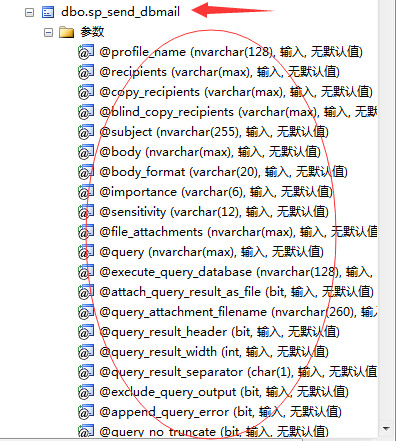 dbo.sp_send_dbmail
参数
@profile_name (nvarchar(128), 输入, 无默认值)
@recipients (varchar(max), 输入, 无默认值)
@copy_recipients (varchar(max), 输入, 无默认值)
@blind_copy_recipients (varchar(max), 输入, 无默认值)
@subject (nvarchar(255), 输入, 无默认值)
@body (nvarchar(max), 输入, 无默认值)
@body_format (varchar(20), 输入, 无默认值)
@importance (varchar(6), 输入, 无默认值)
@sensitivity (varchar(12), 输入, 无默认值)
@file_attachments (nvarchar(max), 输入, 无默认值)
@query (nvarchar(max), 输入, 无默认值)
@execute_query_database (nvarchar(128), 输入,
@attach_query_result_as_file (bit, 输入, 无默认值)
@query_attachment_filename (nvarchar(260), 输入,
@query_result_header (bit, 输入, 无默认值)
@query_result_width (int, 输入, 无默认值)
@query_result_separator (char(1), 输入, 无默认值)
@exclude_query_output (bit, 输入, 无默认值)
@append_query_error (bit, 输入, 无默认值)
@query_no_truncate (bit, 输入, 无默认值)